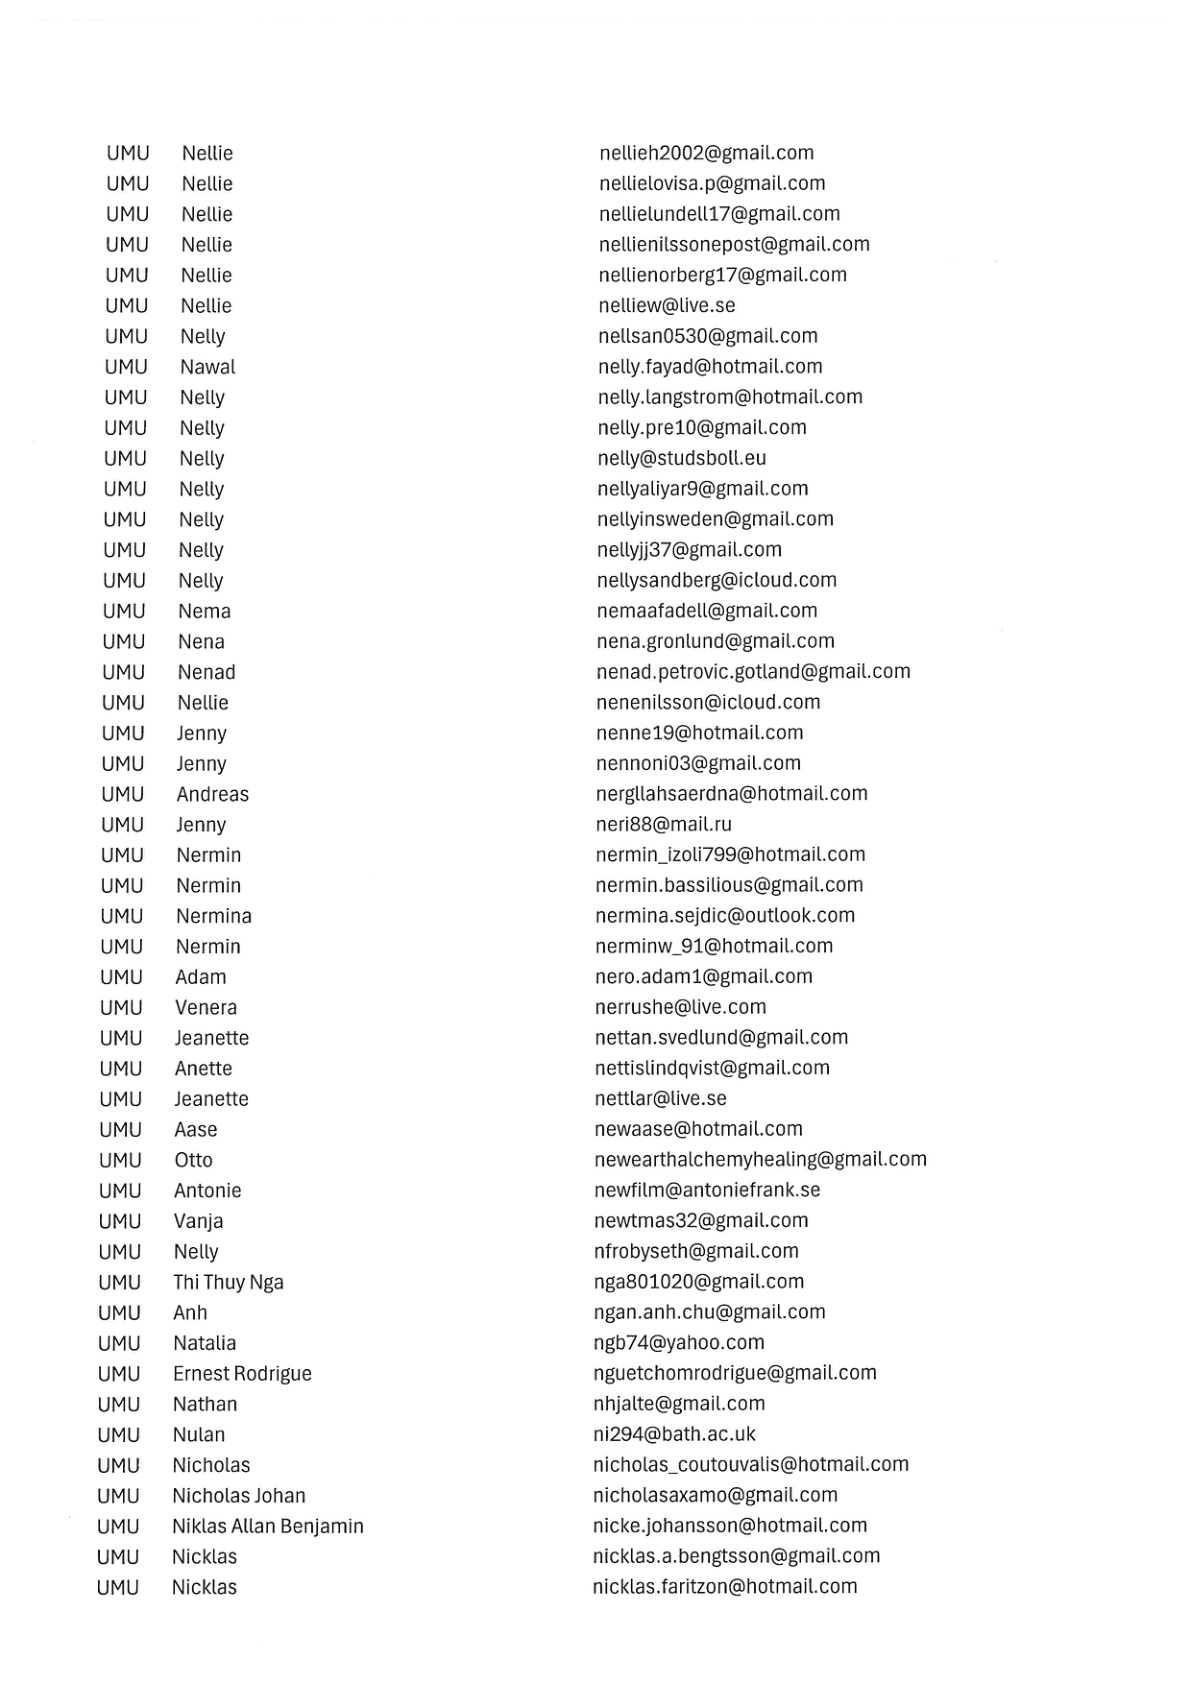 UMU Nellie nellieh2002@gmail.com
UMU Nellie nellielovisa.p@gmail.com
UMU Nellie nellielundell17@gmail.com
UMU Nellie nellienilssonepost@gmail.com
UMU Nellie nellienorberg17@gmail.com
UMU Nellie nelliew@live.se
UMU Nelly nellsan0530@gmail.com
UMU Nawal nelly.fayad@hotmail.com
UMU Nelly nelly.langstrom@hotmail.com
UMU Nelly nelly.pre10@gmail.com
UMU Nelly nelly@studsboll.eu
UMU Nelly nellyaliyar9@gmail.com
UMU Nelly nellyinsweden@gmail.com
UMU Nelly nellyjj37@gmail.com
UMU Nelly nellysandberg@icloud.com
UMU Nema nemaafadell@gmail.com
UMU Nena nena.gronlund@gmail.com
UMU Nenad nenad.petrovic.gotland@gmail.com
UMU Nellie nenenilsson@icloud.com
UMU Jenny nenne19@hotmail.com
UMU Jenny nennoni03@gmail.com
UMU Andreas nergllahsaerdna@hotmail.com
UMU Jenny neri88@mail.ru
UMU Nermin nermin_izoli799@hotmail.com
UMU Nermin nermin.bassilious@gmail.com
UMU Nermina nermina.sejdic@outlook.com
UMU Nermin nerminw_91@hotmail.com
UMU Adam nero.adam1@gmail.com
UMU Venera nerrushe@live.com
UMU Jeanette nettan.svedlund@gmail.com
UMU Anette nettislindqvist@gmail.com
UMU Jeanette nettlar@live.se
UMU Aase newaase@hotmail.com
UMU Otto newearthalchemyhealing@gmail.com
UMU Antonie newfilm@antoniefrank.se
UMU Vanja newtmas32@gmail.com
UMU Nelly nfrobyseth@gmail.com
UMU Thi Thuy Nga nga801020@gmail.com
UMU Anh ngan.anh.chu@gmail.com
UMU Natalia ngb74@yahoo.com
UMU Ernest Rodrigue nguetchomrodrigue@gmail.com
UMU Nathan nhjalte@gmail.com
UMU Nulan ni294@bath.ac.uk
UMU Nicholas nicholas_coutouvalis@hotmail.com
UMU Nicholas Johan nicholasaxamo@gmail.com
UMU Niklas Allan Benjamin nicke.johansson@hotmail.com
UMU Nicklas nicklas.a.bengtsson@gmail.com
UMU Nicklas nicklas.faritzon@hotmail.com